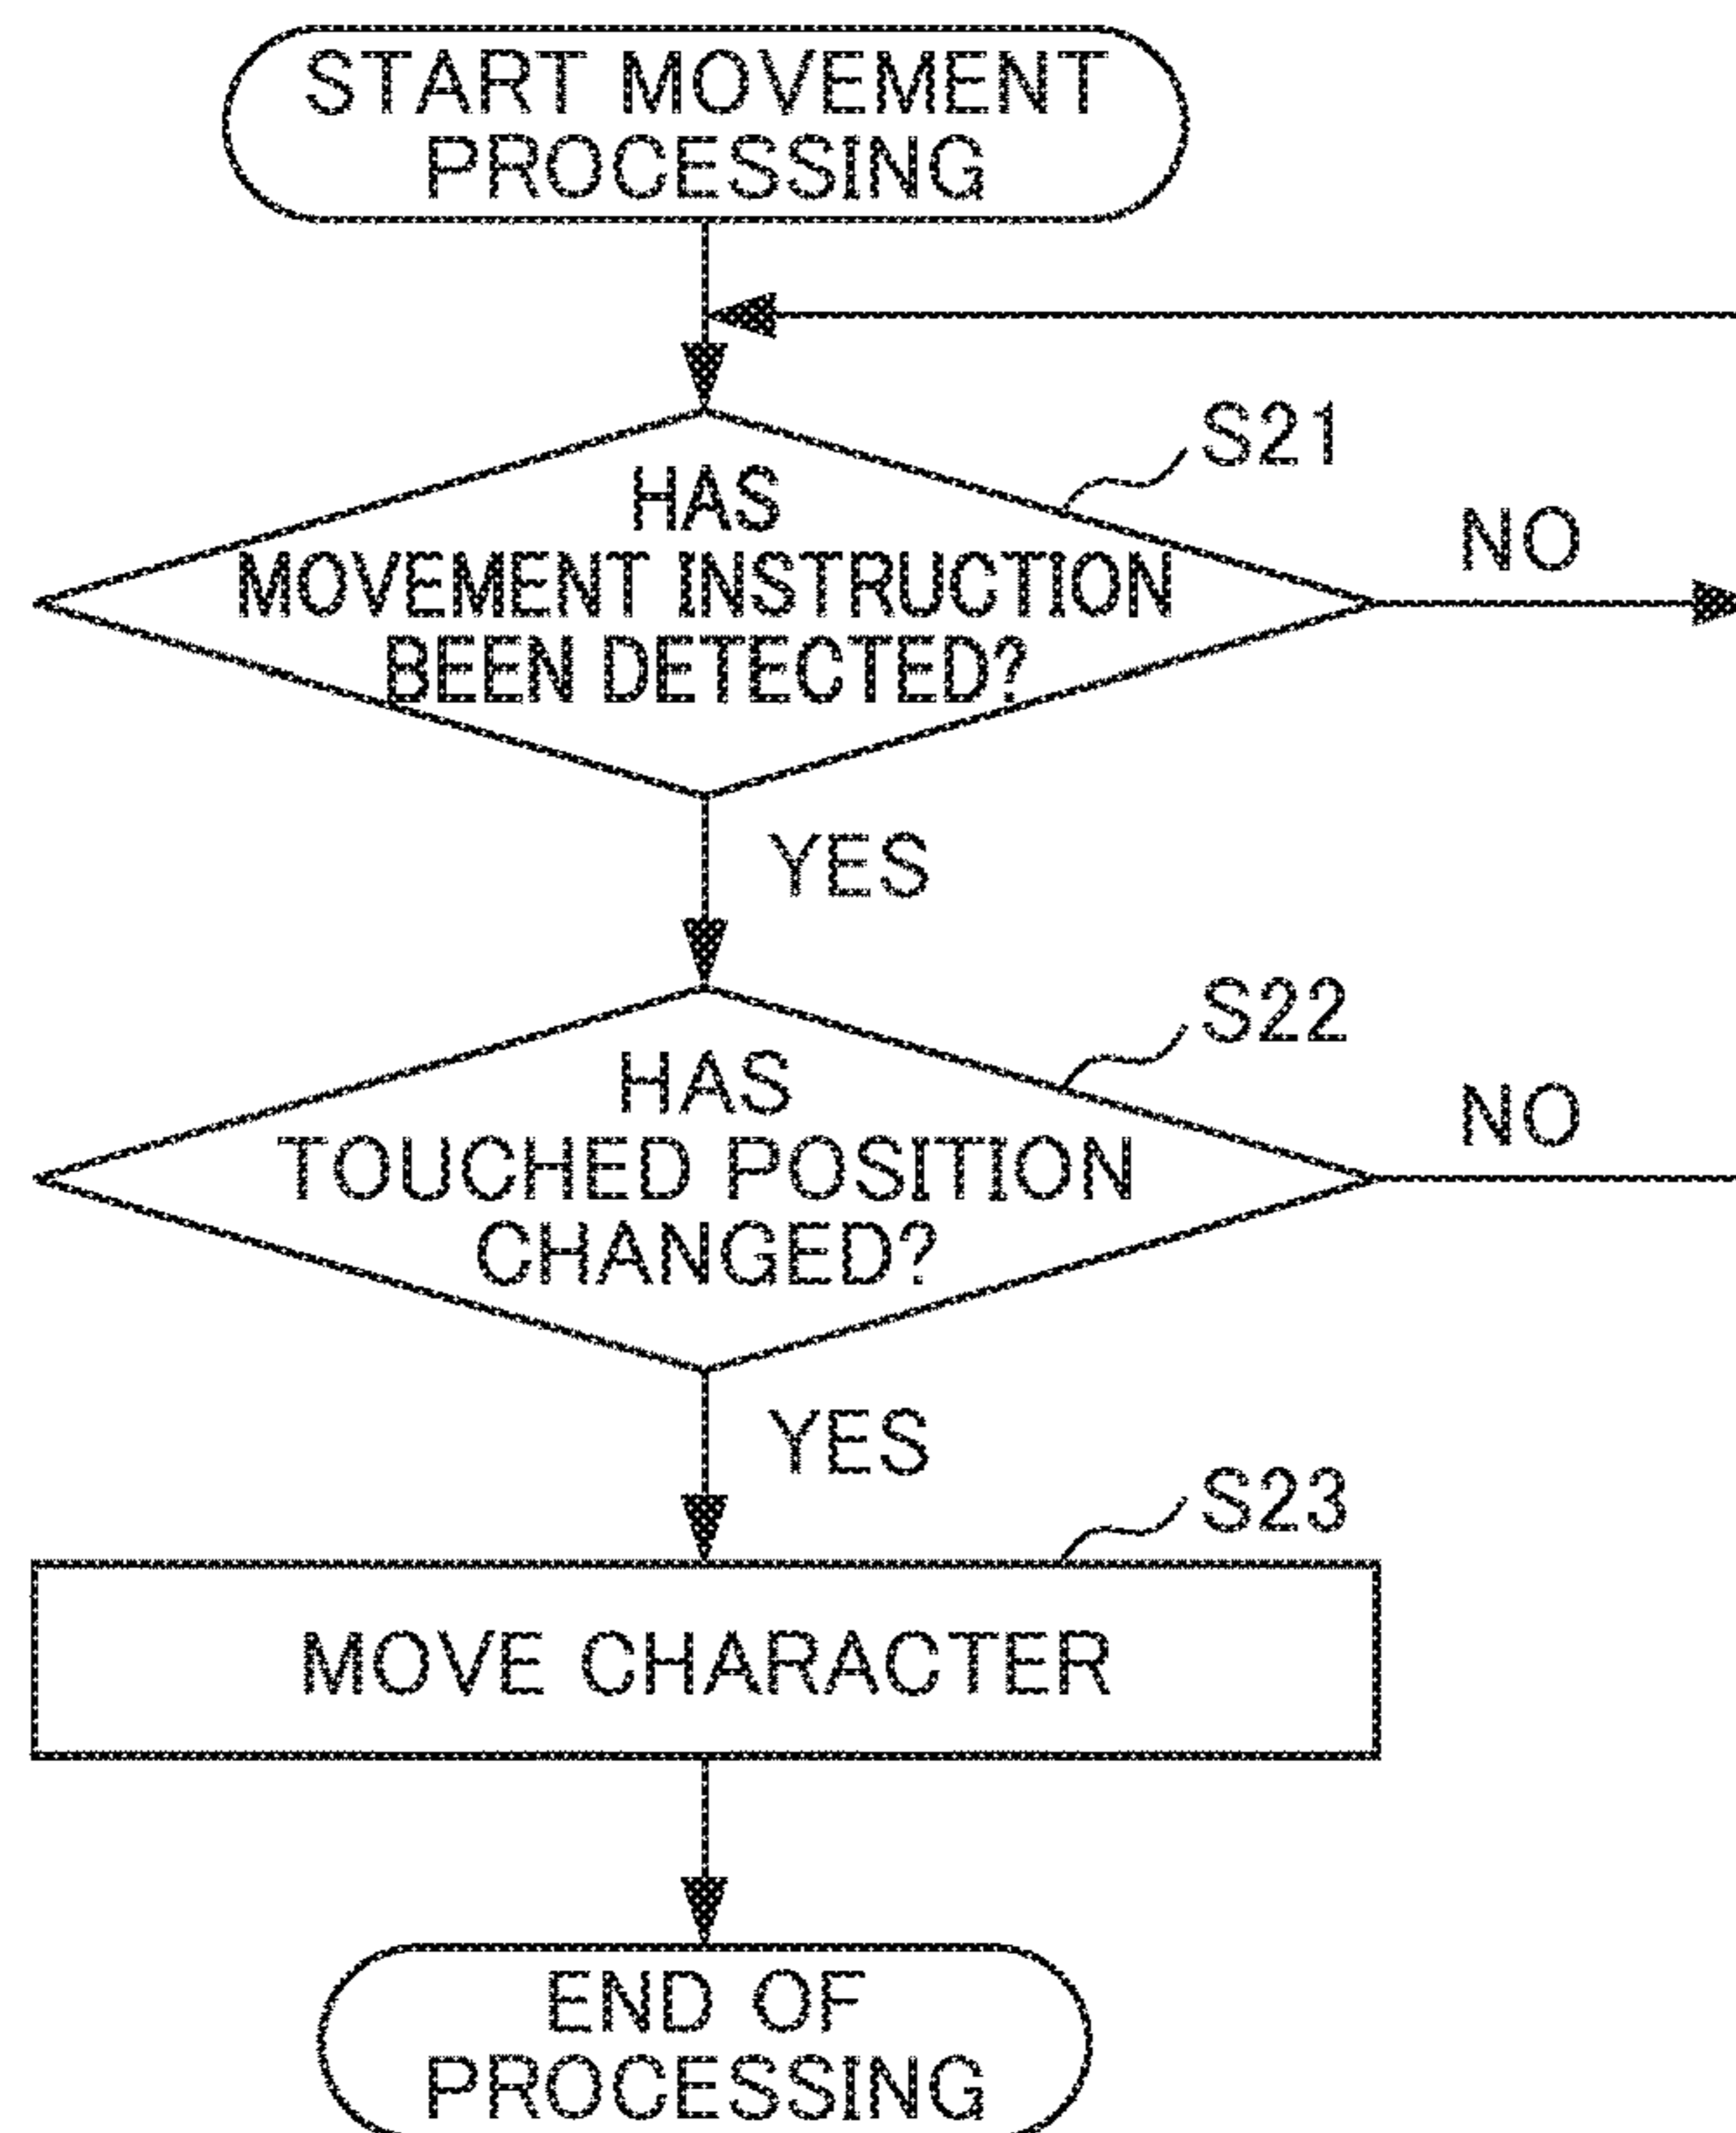 START MOVEMENT
PROCESSING
S21
HAS
MOVEMENT INSTRUCTION
BEEN DETECTED?
NO
YES
S22
HAS
TOUCHED POSITION
CHANGED?
NO
YES
S23
MOVE CHARACTER
END OF
PROCESSING